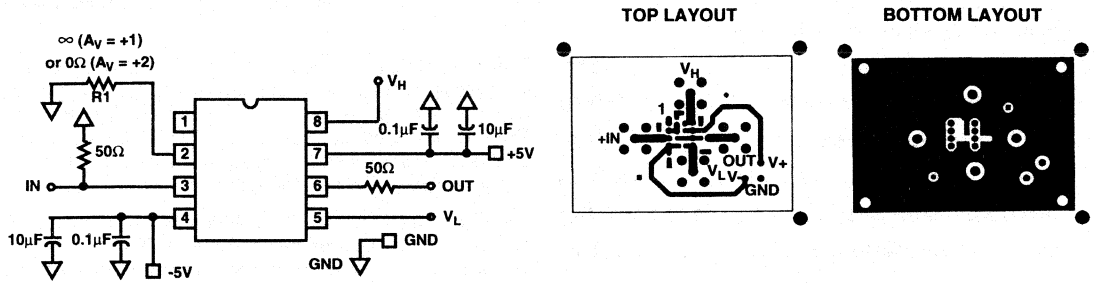 ∞ (AV = +1)
or 0Ω (AV = +2)
R1
50Ω
IN
10µF
0.1µF
-5V
1
2
3
4
8
7
6
5
VH
0.1µF
10µF
+5V
50Ω
OUT
VL
GND
GND
TOP LAYOUT
VH
1
+IN
OUT
V+
VL
V-
GND
BOTTOM LAYOUT